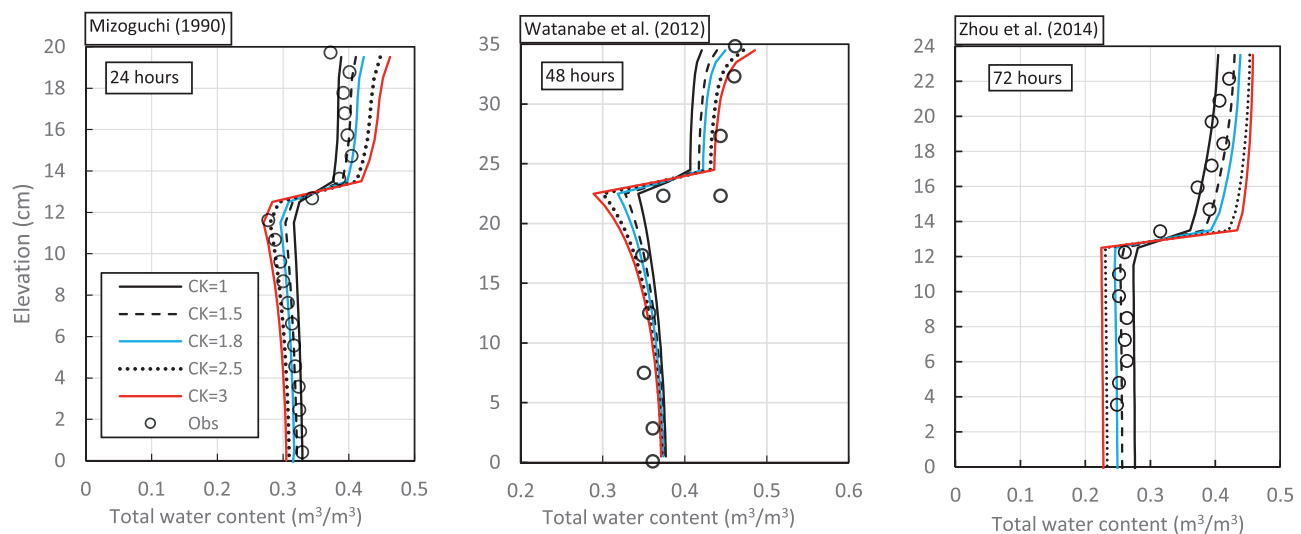 Mizoguchi (1990)
24 hours
Elevation (cm)
20
18
16
14
12
10
8
6
4
2
0
CK=1
CK=1.5
CK=1.8
CK=2.5
CK=3
Obs
0 0.1 0.2 0.3 0.4 0.5
Total water content (m³/m³)
Watanabe et al. (2012)
48 hours
35
30
25
20
15
10
5
0
0.2 0.3 0.4 0.5 0.6
Total water content (m³/m³)
Zhou et al. (2014)
72 hours
24
22
20
18
16
14
12
10
8
6
4
2
0
0 0.1 0.2 0.3 0.4 0.5
Total water content (m³/m³)